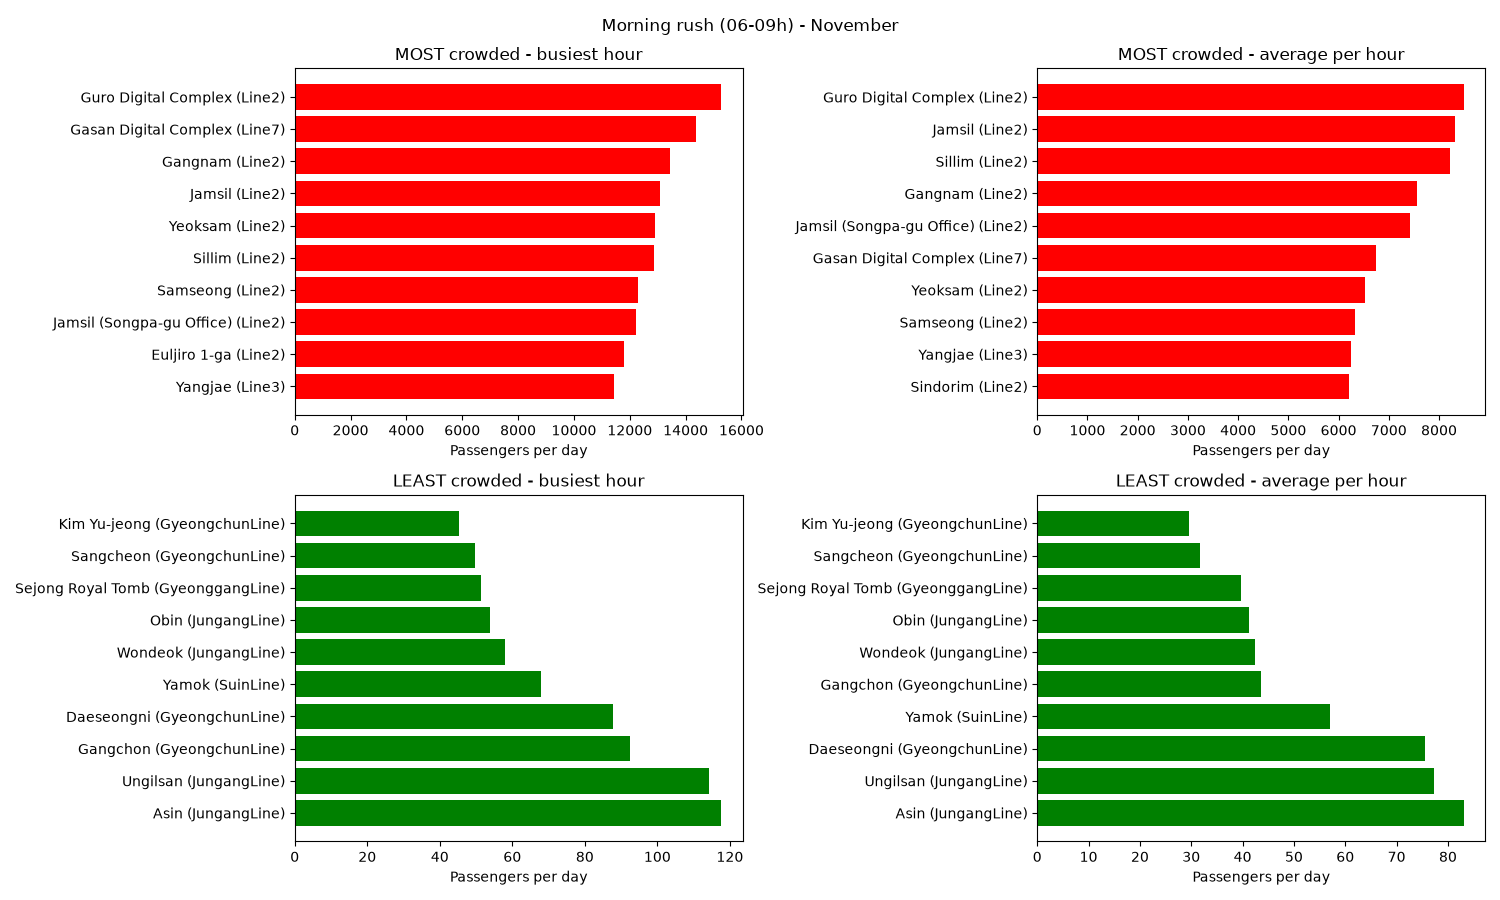 Morning rush (06-09h) - November
MOST crowded - busiest hour
Guro Digital Complex (Line2)
Gasan Digital Complex (Line7)
Gangnam (Line2)
Jamsil (Line2)
Yeoksam (Line2)
Sillim (Line2)
Samseong (Line2)
Jamsil (Songpa-gu Office) (Line2)
Euljiro 1-ga (Line2)
Yangjae (Line3)
0 2000 4000 6000 8000 10000 12000 14000 16000
Passengers per day
MOST crowded - average per hour
Guro Digital Complex (Line2)
Jamsil (Line2)
Sillim (Line2)
Gangnam (Line2)
Jamsil (Songpa-gu Office) (Line2)
Gasan Digital Complex (Line7)
Yeoksam (Line2)
Samseong (Line2)
Yangjae (Line3)
Sindorim (Line2)
0 1000 2000 3000 4000 5000 6000 7000 8000
Passengers per day
LEAST crowded - busiest hour
Kim Yu-jeong (GyeongchunLine)
Sangcheon (GyeongchunLine)
Sejong Royal Tomb (GyeonggangLine)
Obin (JungangLine)
Wondeok (JungangLine)
Yamok (SuinLine)
Daeseongni (GyeongchunLine)
Gangchon (GyeongchunLine)
Ungilsan (JungangLine)
Asin (JungangLine)
0 20 40 60 80 100 120
Passengers per day
LEAST crowded - average per hour
Kim Yu-jeong (GyeongchunLine)
Sangcheon (GyeongchunLine)
Sejong Royal Tomb (GyeonggangLine)
Obin (JungangLine)
Wondeok (JungangLine)
Gangchon (GyeongchunLine)
Yamok (SuinLine)
Daeseongni (GyeongchunLine)
Ungilsan (JungangLine)
Asin (JungangLine)
0 10 20 30 40 50 60 70 80
Passengers per day